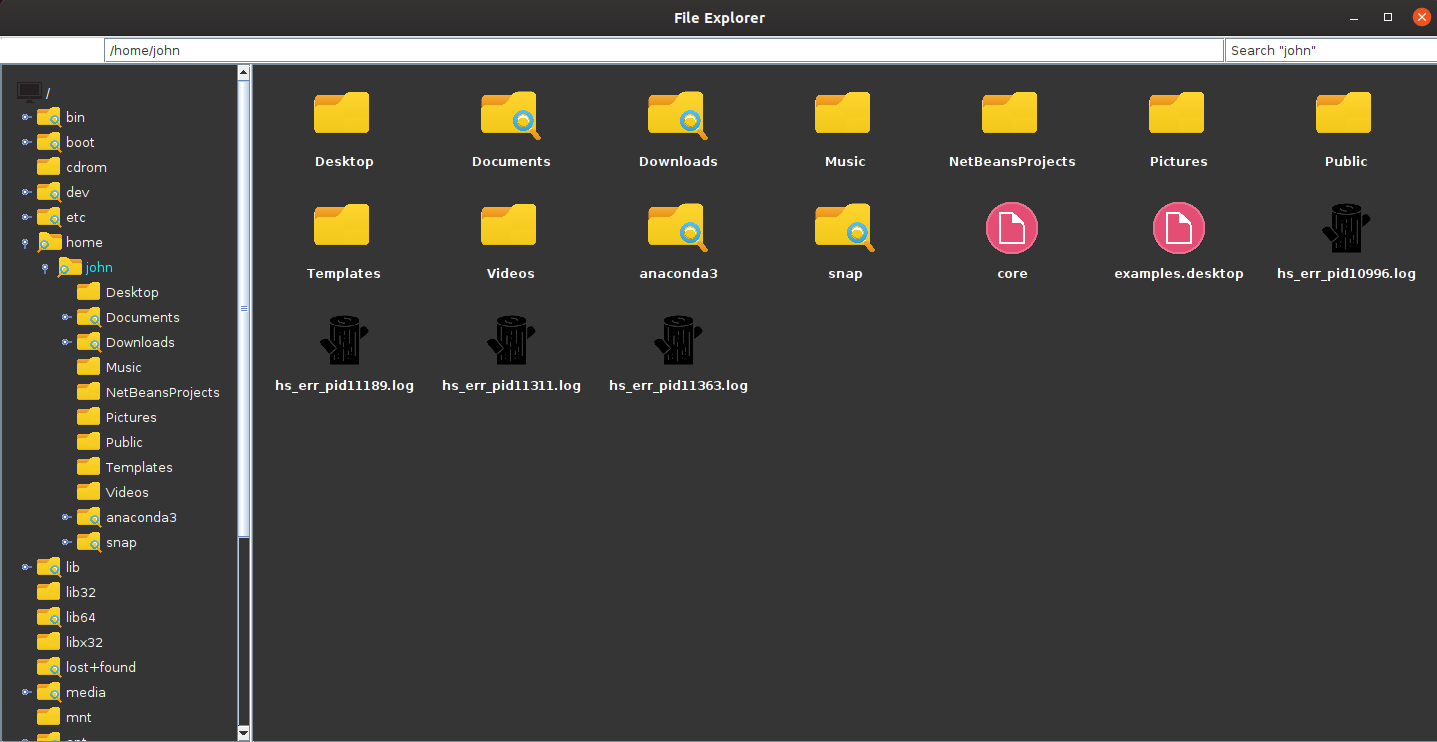 File Explorer
/home/john
Search "john"
/
bin
boot
cdrom
dev
etc
home
john
Desktop
Documents
Downloads
Music
NetBeansProjects
Pictures
Public
Templates
Videos
anaconda3
snap
lib
lib32
lib64
libx32
lost+found
media
mnt
Desktop Documents Downloads Music NetBeansProjects Pictures Public
Templates Videos anaconda3 snap core examples.desktop hs_err_pid10996.log
hs_err_pid11189.log hs_err_pid11311.log hs_err_pid11363.log